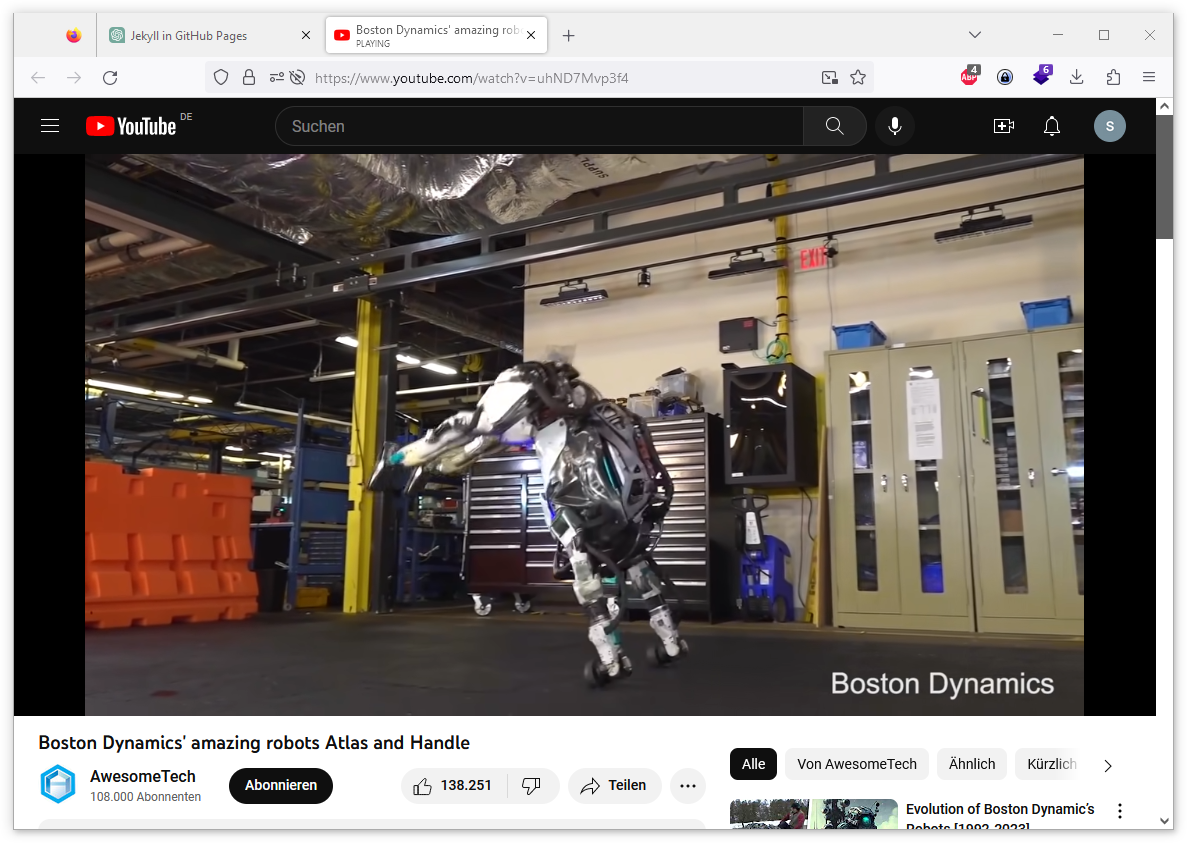 Jekyll in GitHub Pages
Boston Dynamics' amazing rob
PLAYING
https://www.youtube.com/watch?v=uhND7Mvp3f4
ABP
4
6
YouTube DE
Suchen
S
SUPPL
EXIT
Boston Dynamics
Boston Dynamics' amazing robots Atlas and Handle
AwesomeTech
108.000 Abonnenten
Abonnieren
138.251
Teilen
Alle
Von AwesomeTech
Ähnlich
Kürzlich
Evolution of Boston Dynamic's
Robots [1992-2023]